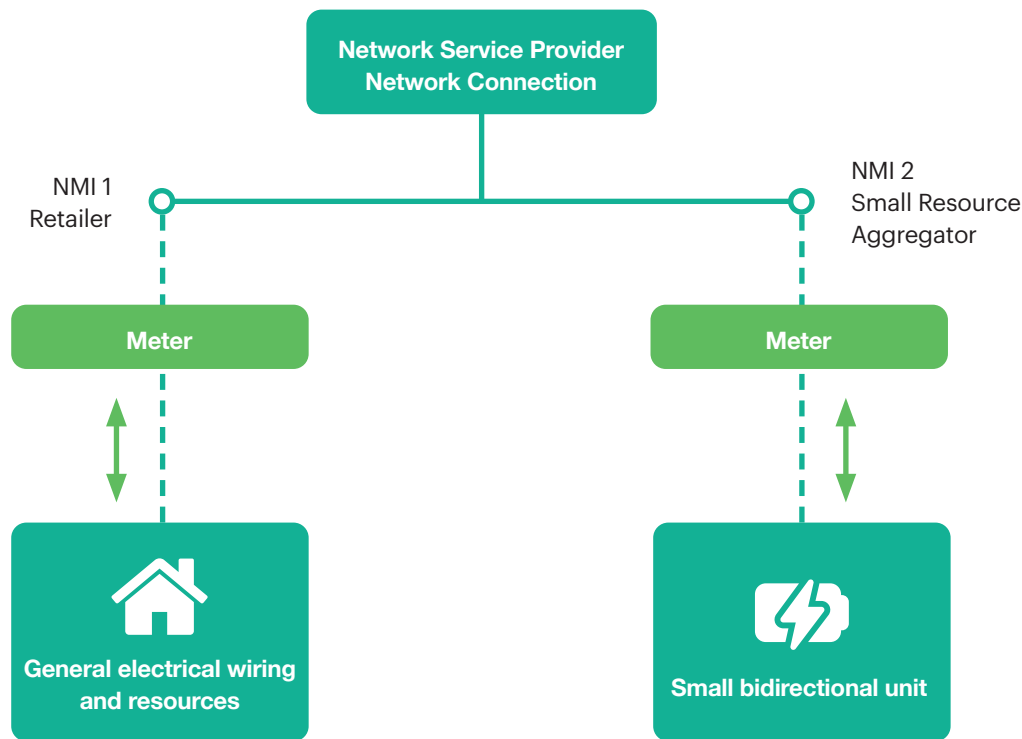 Network Service Provider
Network Connection
NMI 1
Retailer
NMI 2
Small Resource
Aggregator
Meter
Meter
General electrical wiring
and resources
Small bidirectional unit